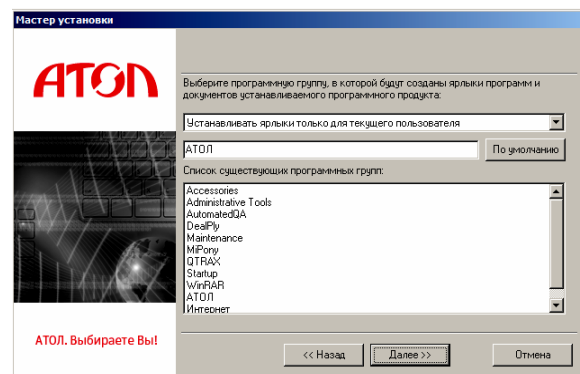 Мастер установки
АТОЛ
Выберите программную группу, в которой будут созданы ярлыки программ и
документов устанавливаемого программного продукта:
Устанавливать ярлыки только для текущего пользователя
АТОЛ
По умолчанию
Список существующих программных групп:
Accessories
Administrative Tools
AutomatedQA
DealPly
Maintenance
MiPony
QTRAX
Startup
WinRAR
АТОЛ
Интернет
АТОЛ. Выбираете Вы!
<< Назад
Далее >>
Отмена